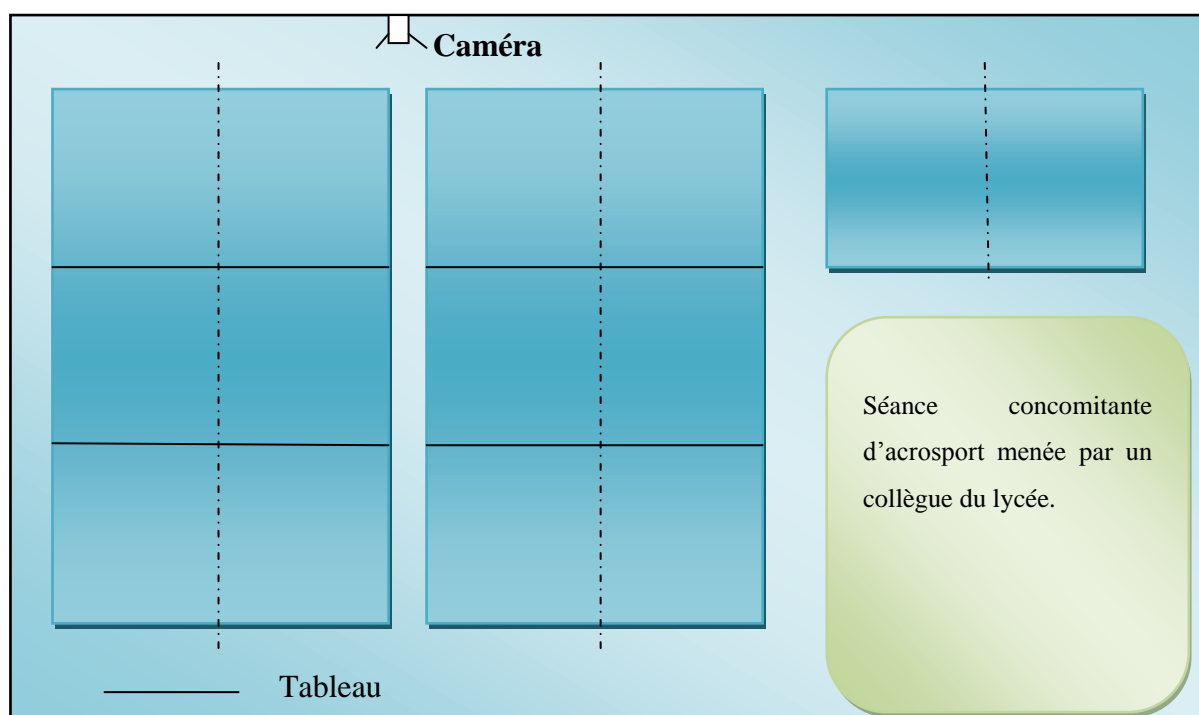 Caméra
Séance concomitante
d’acrosport menée par un
collègue du lycée.
Tableau